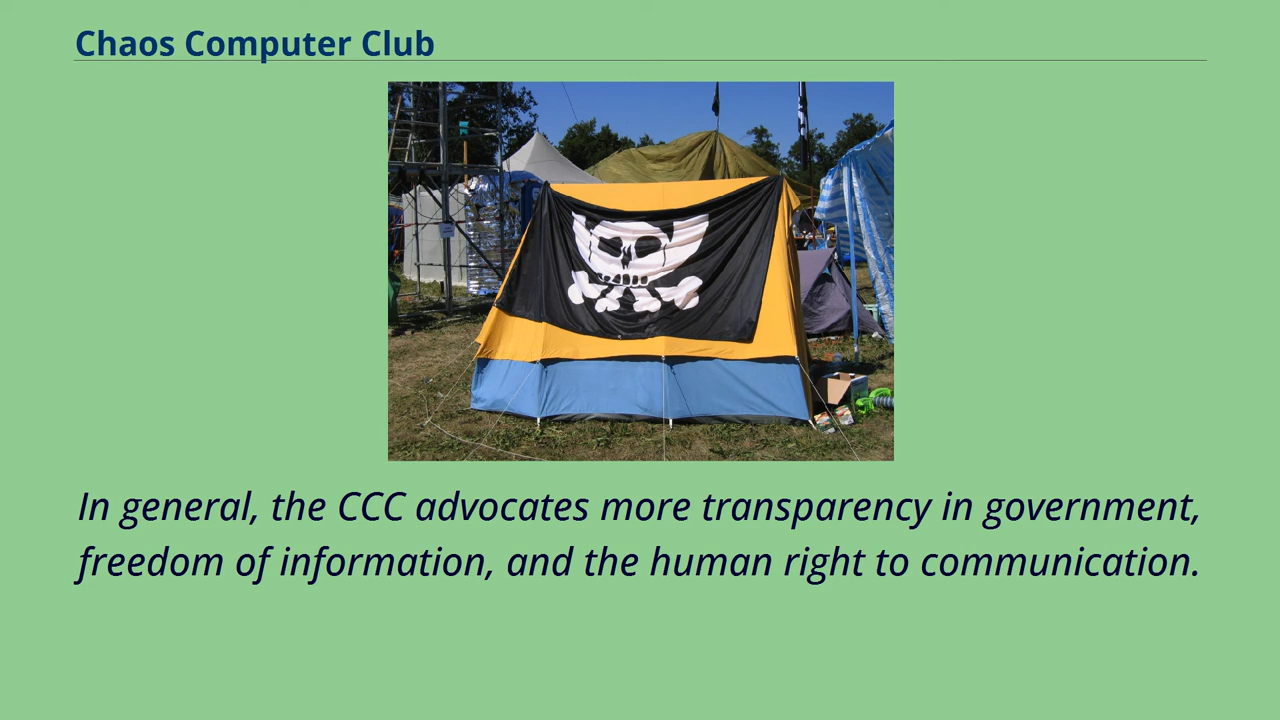 Chaos Computer Club
In general, the CCC advocates more transparency in government,
freedom of information, and the human right to communication.